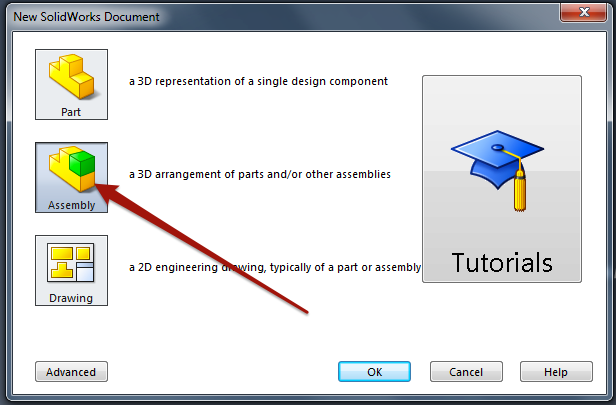 New SolidWorks Document
Part
a 3D representation of a single design component
Assembly
a 3D arrangement of parts and/or other assemblies
Drawing
a 2D engineering drawing, typically of a part or assembly
Tutorials
Advanced
OK
Cancel
Help